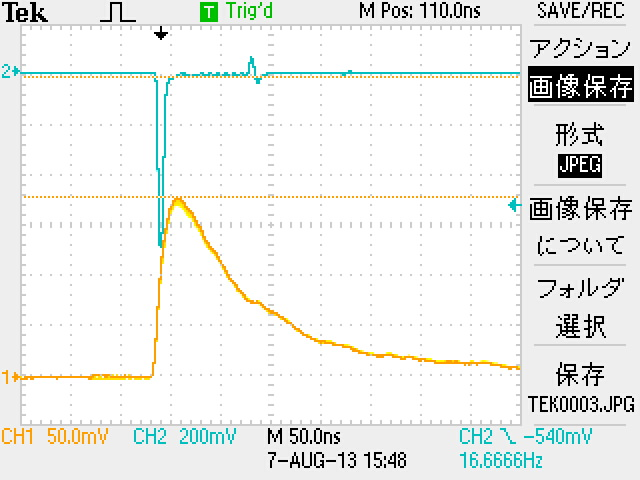 Tek T Trig'd M Pos: 110.0ns SAVE/REC
アクション
画像保存
形式
JPEG
画像保存
について
フォルダ
選択
保存
TEK0003.JPG
2
1
CH1 50.0mV CH2 200mV M 50.0ns CH2 -540mV
7-AUG-13 15:48 16.6666Hz